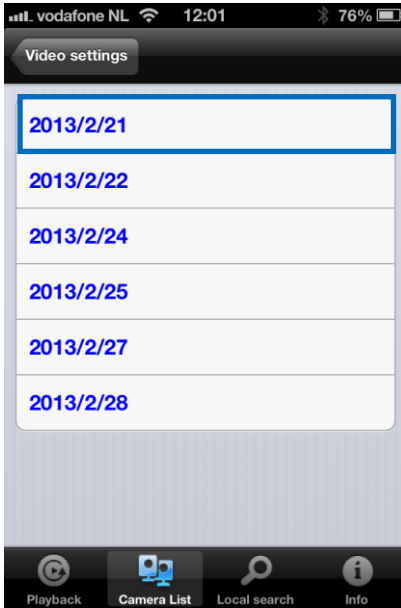 vodafone NL 12:01 76%
Video settings
2013/2/21
2013/2/22
2013/2/24
2013/2/25
2013/2/27
2013/2/28
Playback Camera List Local search Info